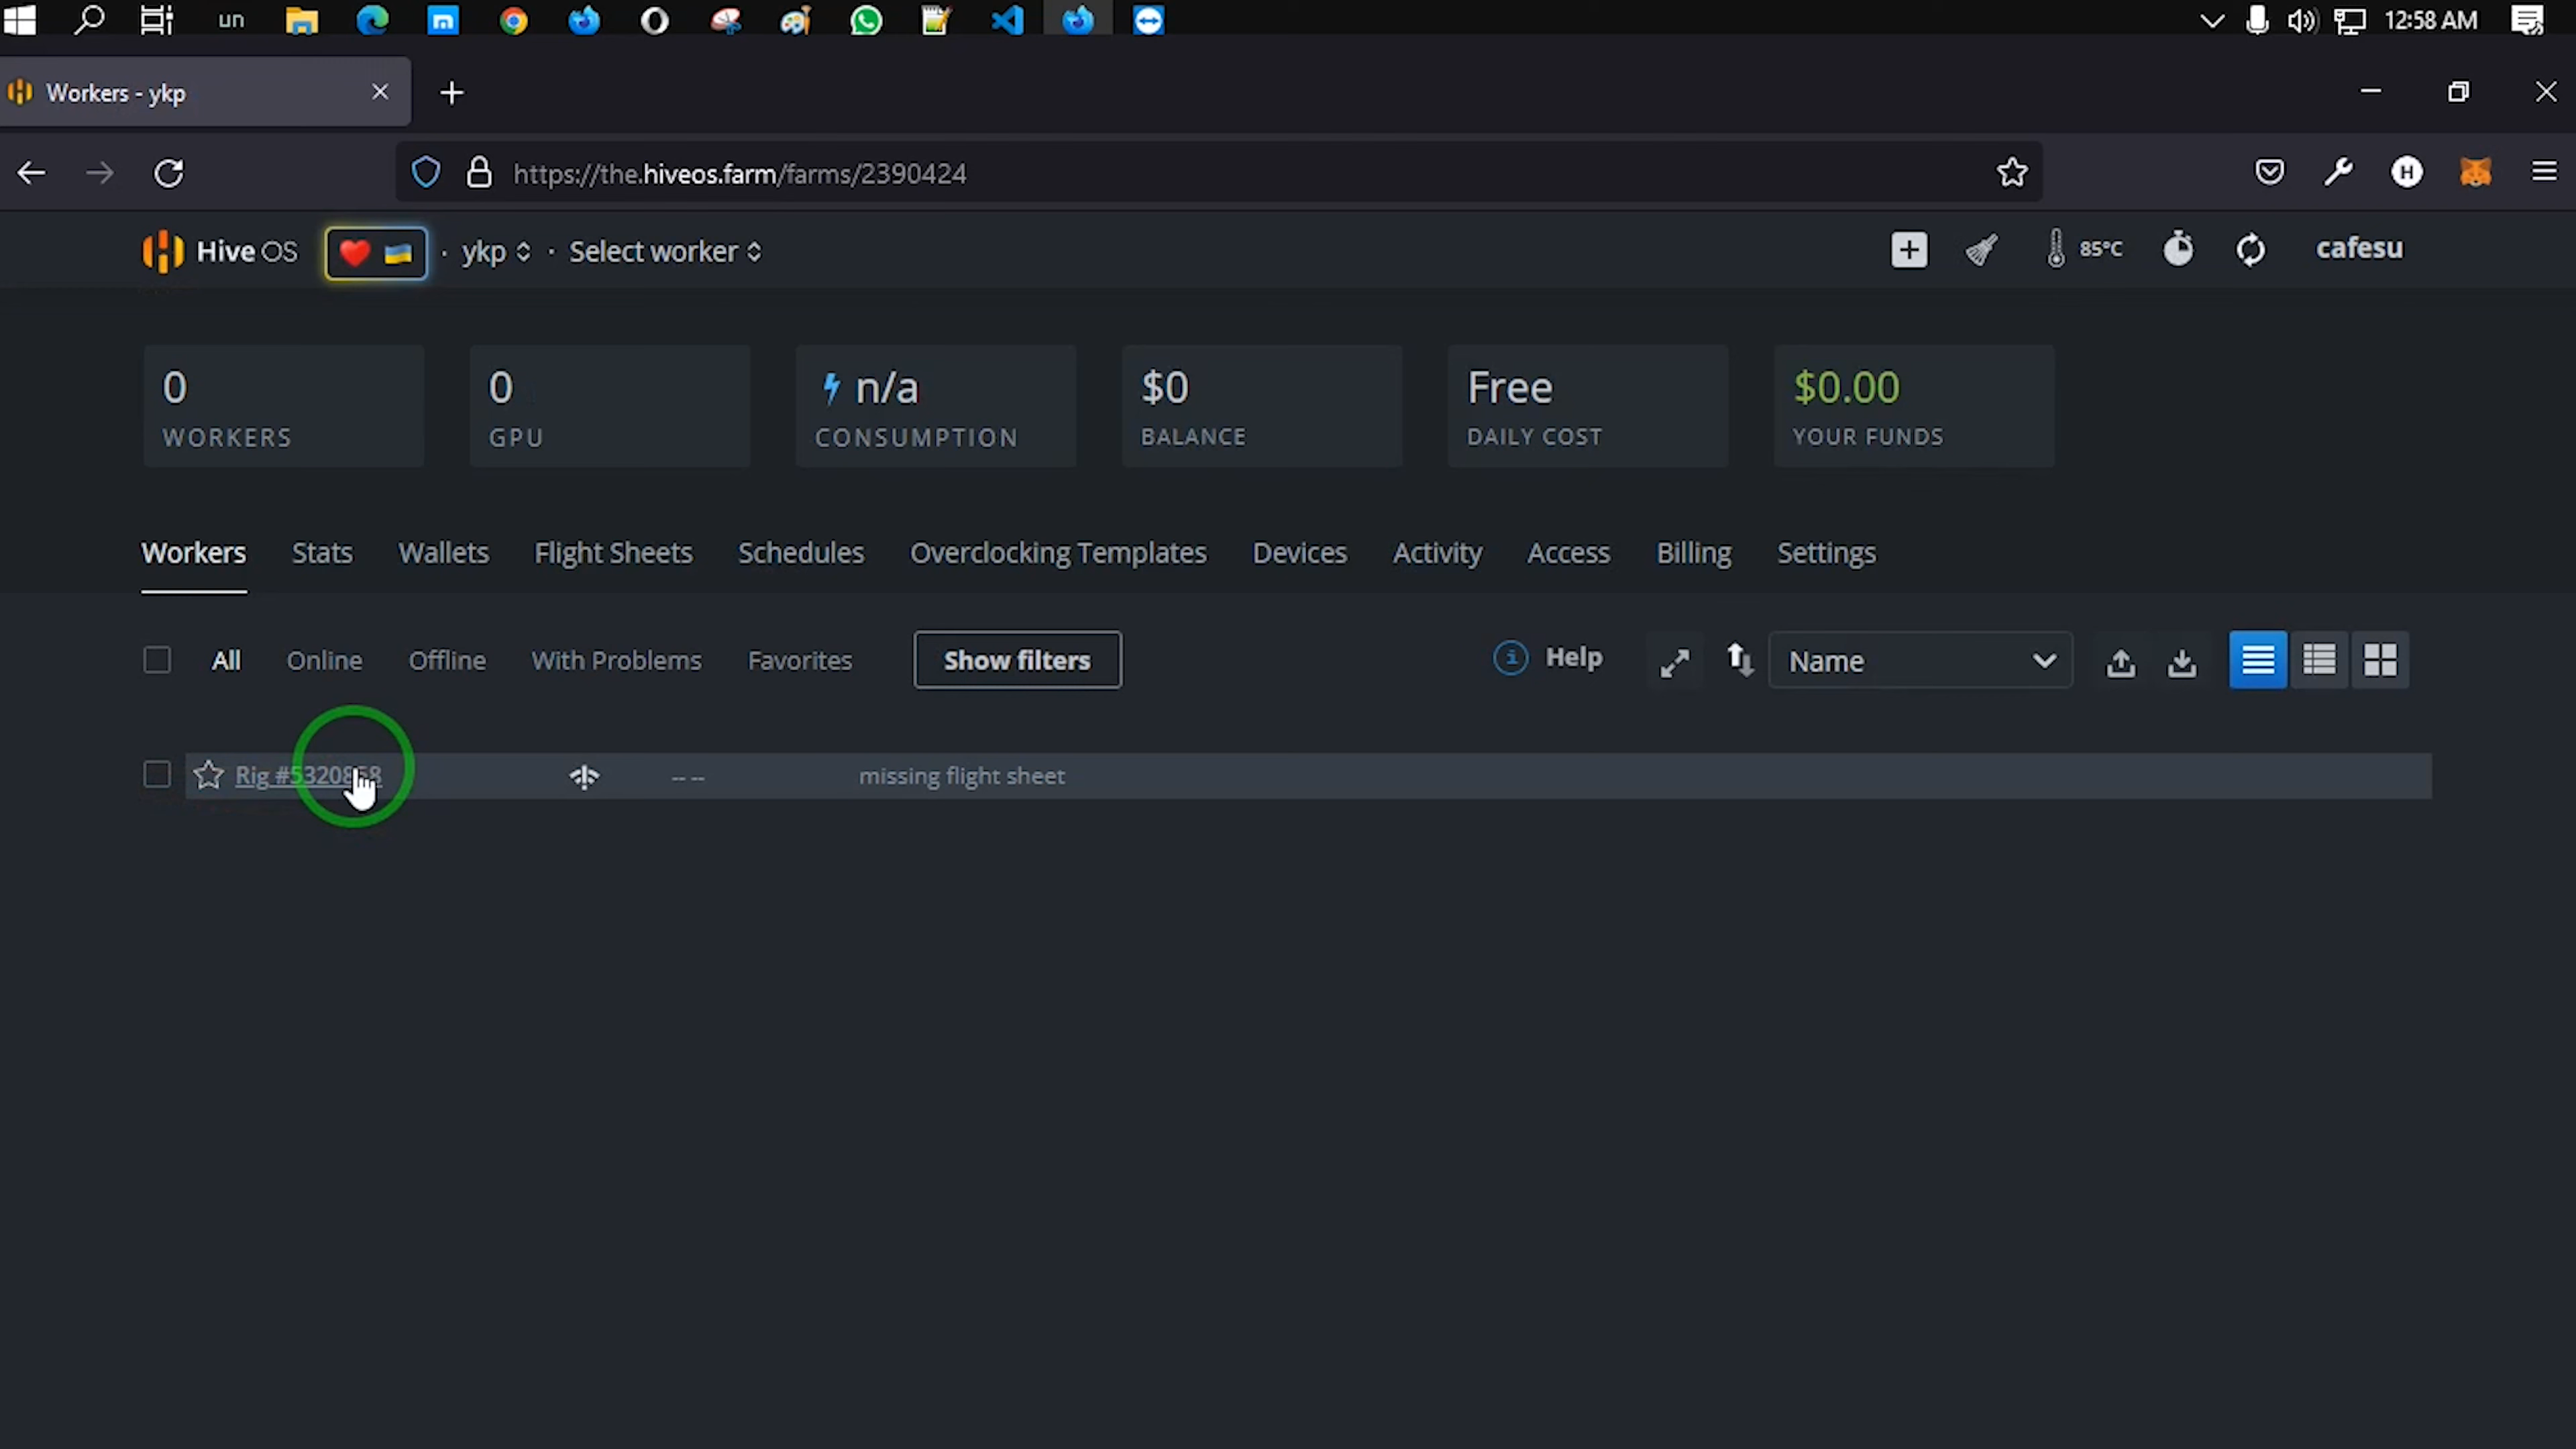 un
12:58 AM
Workers - ykp
https://the.hiveos.farm/farms/2390424
Hive OS · ykp · Select worker
85°C
cafesu
0
WORKERS
0
GPU
n/a
CONSUMPTION
$0
BALANCE
Free
DAILY COST
$0.00
YOUR FUNDS
Workers Stats Wallets Flight Sheets Schedules Overclocking Templates Devices Activity Access Billing Settings
All Online Offline With Problems Favorites Show filters Help Name
Rig -- -- missing flight sheet